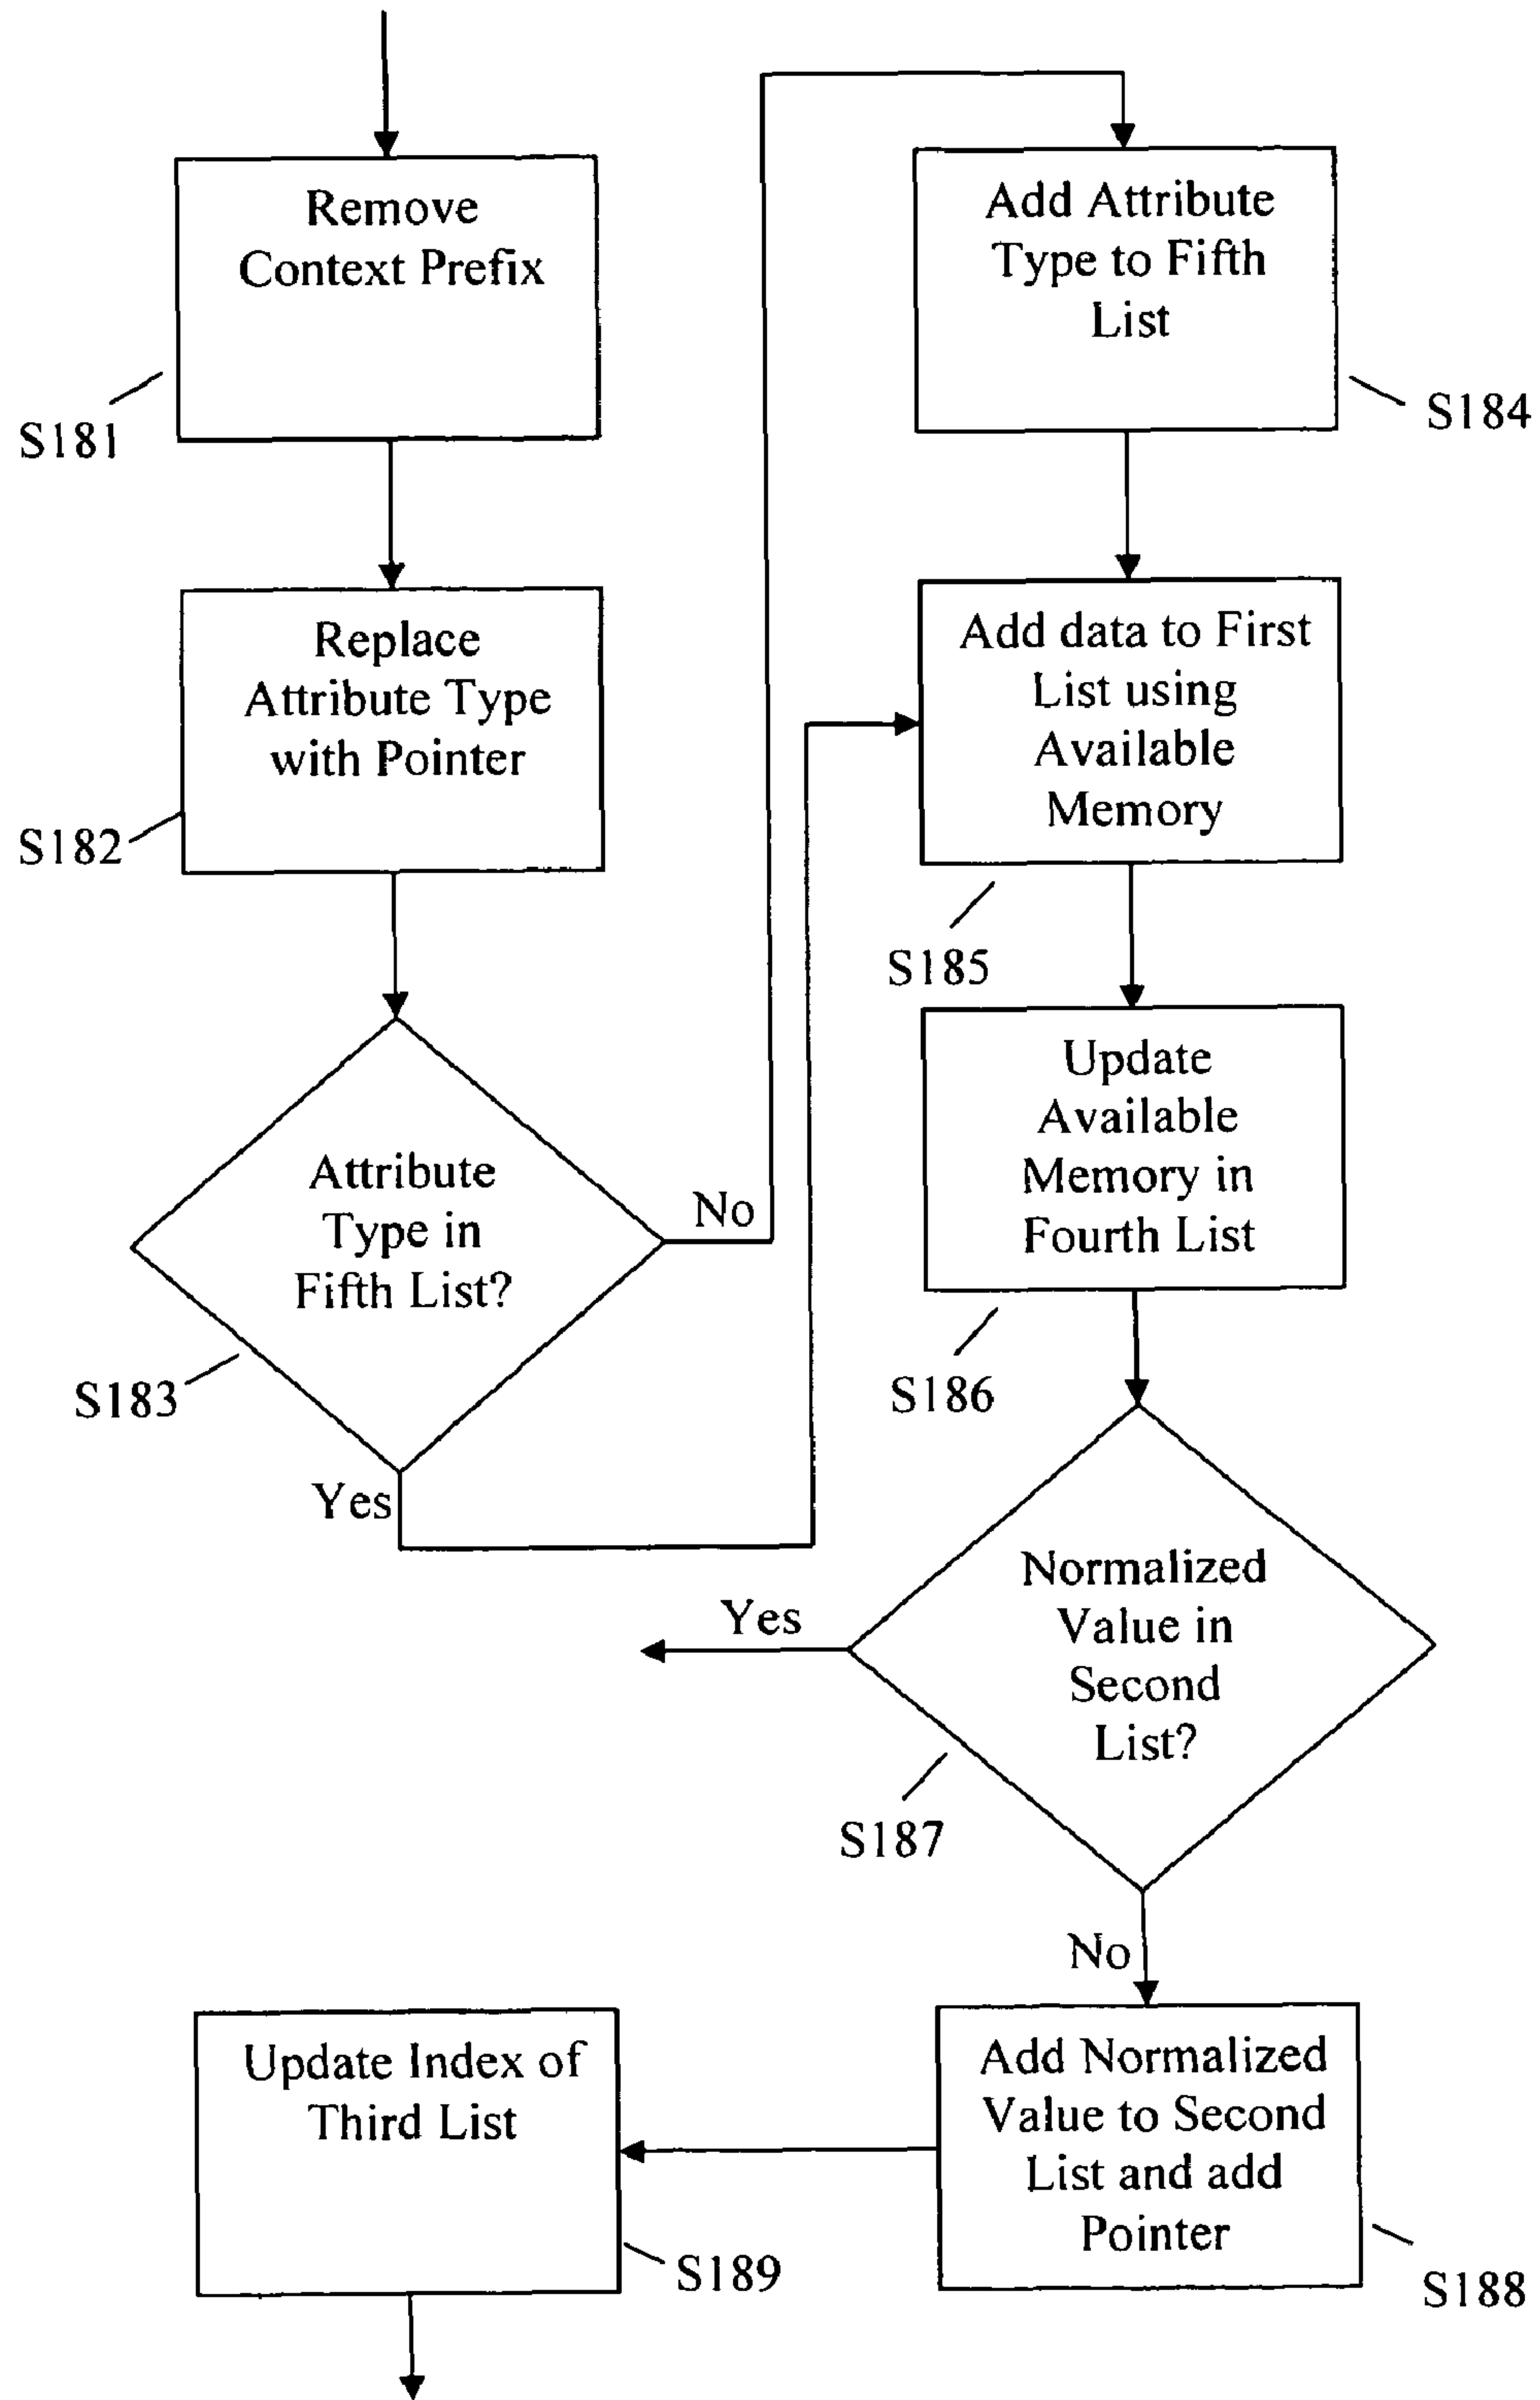 Remove
Context Prefix
S181
Replace
Attribute Type
with Pointer
S182
Attribute
Type in
Fifth List?
No
S183
Yes
Add Attribute
Type to Fifth
List
S184
Add data to First
List using
Available
Memory
S185
Update
Available
Memory in
Fourth List
S186
Normalized
Value in
Second
List?
Yes
S187
No
Add Normalized
Value to Second
List and add
Pointer
S188
Update Index of
Third List
S189